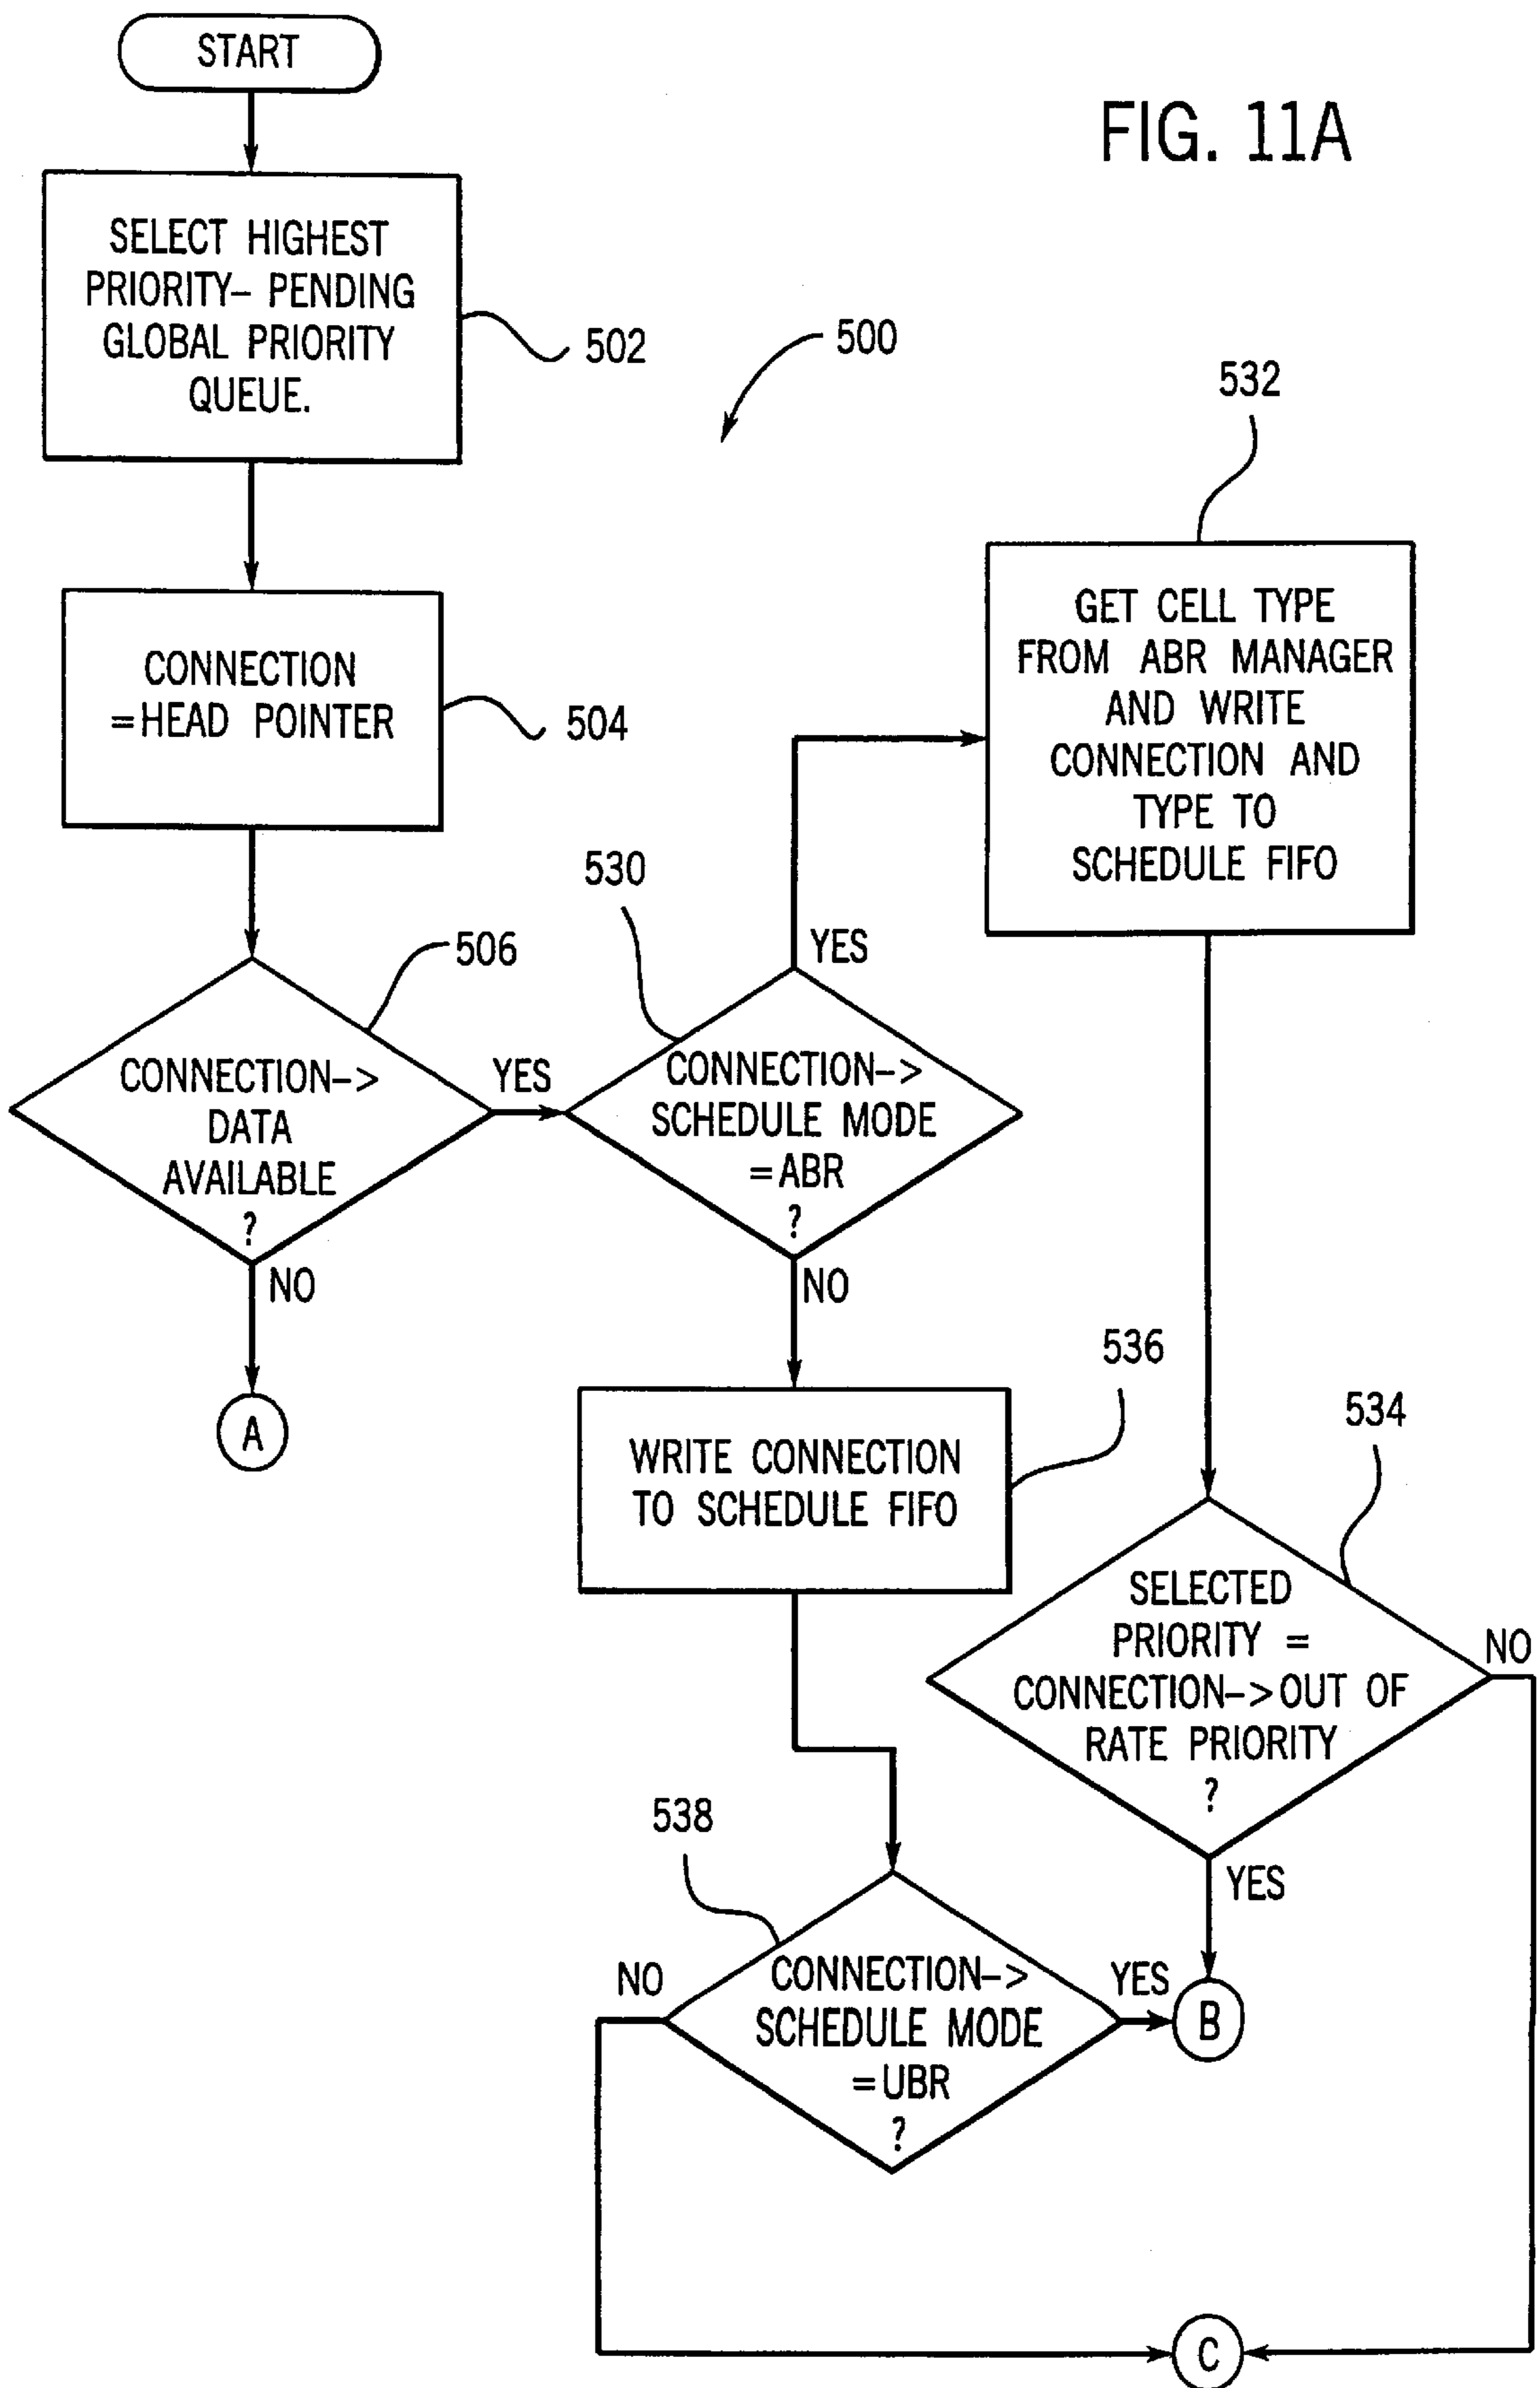 START
FIG. 11A
SELECT HIGHEST
PRIORITY- PENDING
GLOBAL PRIORITY
QUEUE.
502
500
532
CONNECTION
=HEAD POINTER
504
GET CELL TYPE
FROM ABR MANAGER
AND WRITE
CONNECTION AND
TYPE TO
SCHEDULE FIFO
530
506
YES
CONNECTION->
DATA
AVAILABLE
?
YES
CONNECTION->
SCHEDULE MODE
=ABR
?
NO
NO
A
536
534
WRITE CONNECTION
TO SCHEDULE FIFO
SELECTED
PRIORITY =
CONNECTION->OUT OF
RATE PRIORITY
?
NO
YES
538
NO
CONNECTION->
SCHEDULE MODE
=UBR
?
YES
B
C